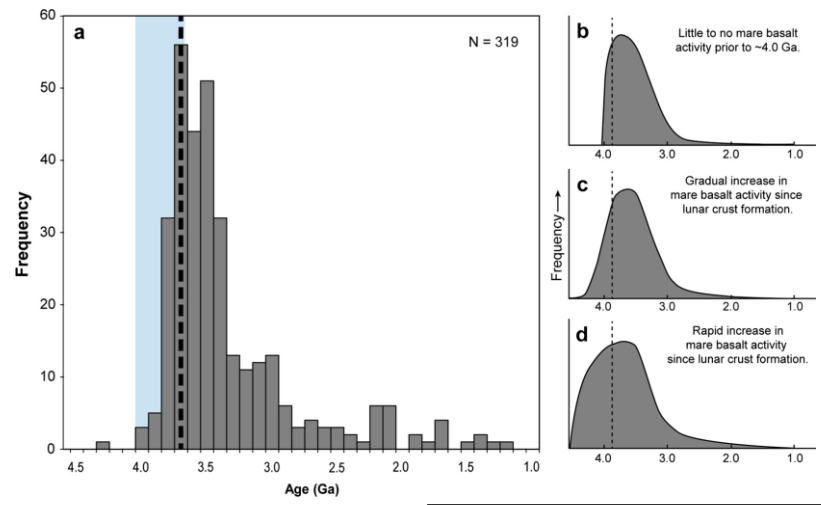 a
N = 319
60
50
40
30
20
10
0
Frequency
4.5 4.0 3.5 3.0 2.5 2.0 1.5 1.0
Age (Ga)
b
Little to no mare basalt
activity prior to ~4.0 Ga.
4.0 3.0 2.0 1.0
c
Gradual increase in
mare basalt activity since
lunar crust formation.
4.0 3.0 2.0 1.0
Frequency →
d
Rapid increase in
mare basalt activity
since lunar crust formation.
4.0 3.0 2.0 1.0